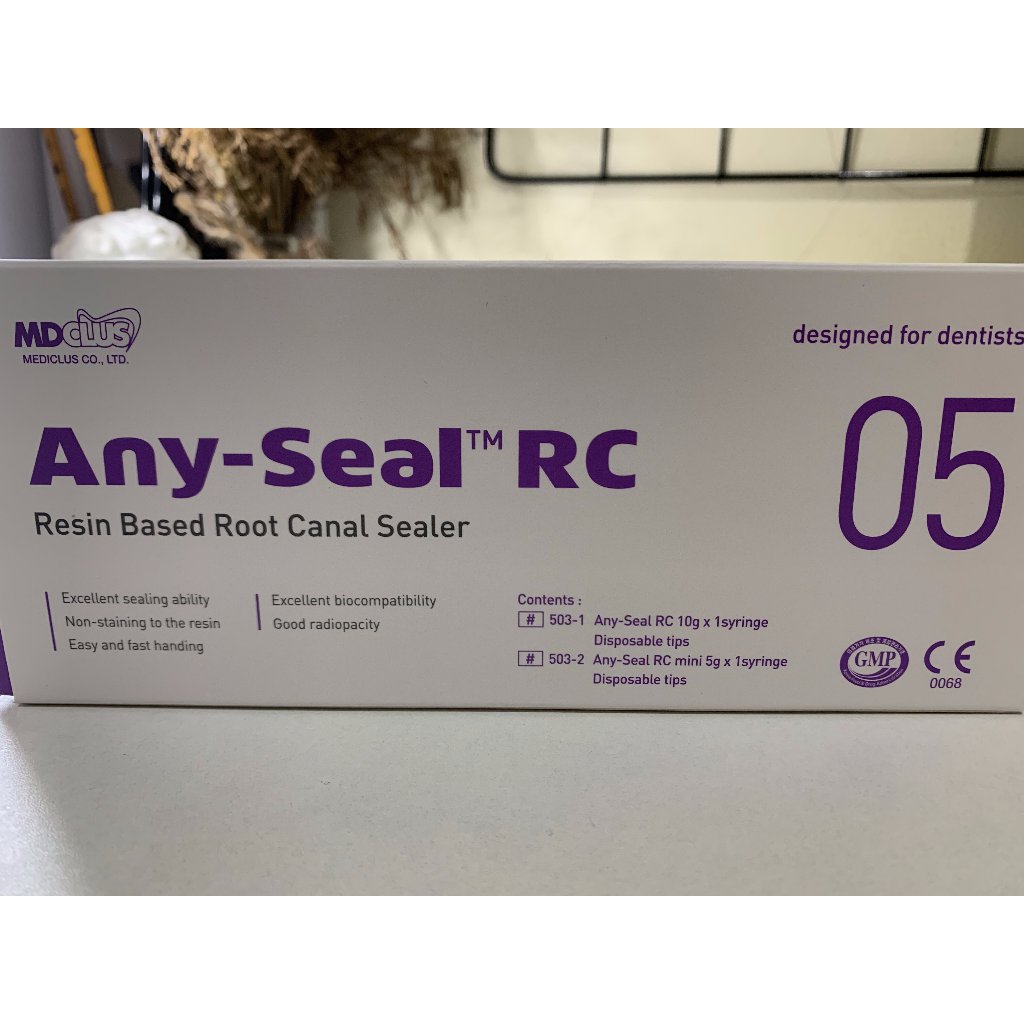 MDCLUS
MEDICLUS CO., LTD.
designed for dentists
Any-Seal™ RC
05
Resin Based Root Canal Sealer
Excellent sealing ability
Non-staining to the resin
Easy and fast handing
Excellent biocompatibility
Good radiopacity
Contents :
# 503-1 Any-Seal RC 10g x 1syringe
Disposable tips
# 503-2 Any-Seal RC mini 5g x 1syringe
Disposable tips
GMP
CE
0068